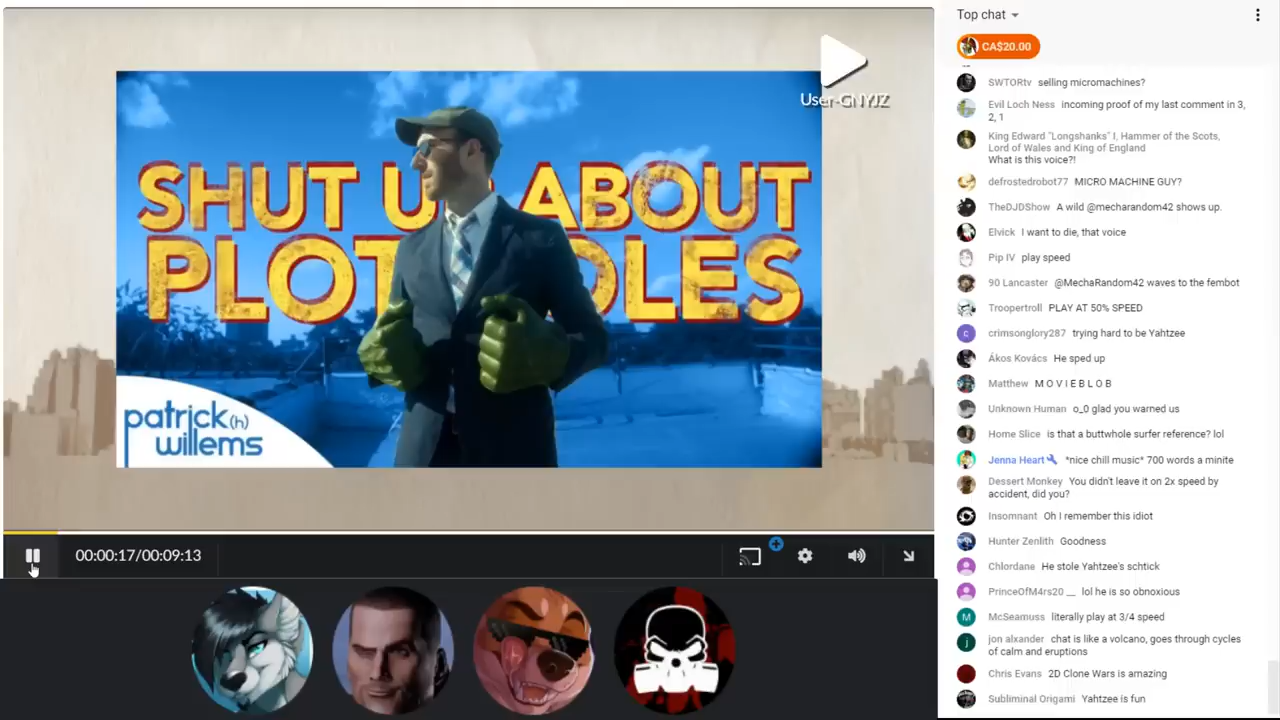 User-GNYJZ
SHUT U ABOUT
PLOT OLES
patrick (h)
willems
00:00:17/00:09:13
Top chat
CA$20.00
SWTORtv selling micromachines?
Evil Loch Ness incoming proof of my last comment in 3,
2, 1
King Edward "Longshanks" I, Hammer of the Scots,
Lord of Wales and King of England
What is this voice?!
defrostedrobot77 MICRO MACHINE GUY?
TheDJDShow A wild @mecharandom42 shows up.
Elvick I want to die, that voice
Pip IV play speed
90 Lancaster @MechaRandom42 waves to the fembot
Troopertroll PLAY AT 50% SPEED
crimsonglory287 trying hard to be Yahtzee
Ákos Kovács He sped up
Matthew M O V I E B L O B
Unknown Human o_0 glad you warned us
Home Slice is that a buttwhole surfer reference? lol
Jenna Heart *nice chill music* 700 words a minite
Dessert Monkey You didn't leave it on 2x speed by
accident, did you?
Insomnant Oh I remember this idiot
Hunter Zenlith Goodness
Chlordane He stole Yahtzee's schtick
PrinceOfM4rs20 __ lol he is so obnoxious
McSeamuss literally play at 3/4 speed
jon alxander chat is like a volcano, goes through cycles
of calm and eruptions
Chris Evans 2D Clone Wars is amazing
Subliminal Origami Yahtzee is fun